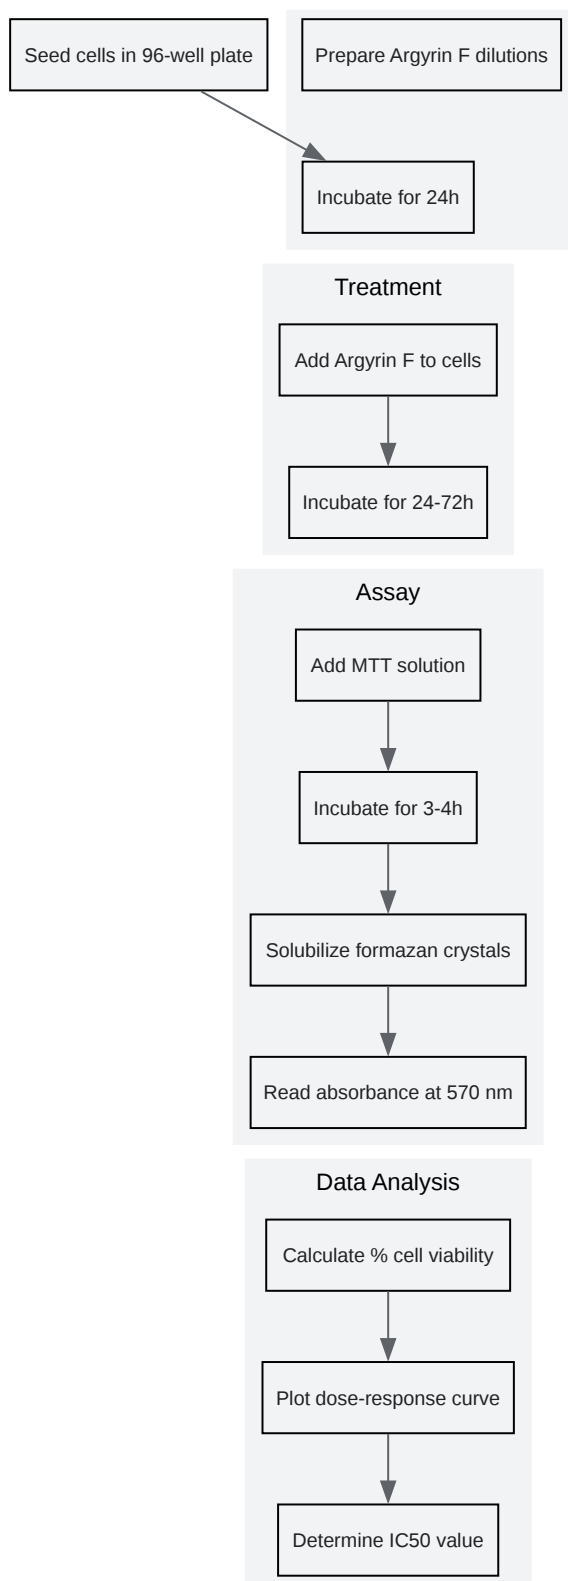 Seed cells in 96-well plate
Prepare Argyrin F dilutions
Incubate for 24h
Treatment
Add Argyrin F to cells
Incubate for 24-72h
Assay
Add MTT solution
Incubate for 3-4h
Solubilize formazan crystals
Read absorbance at 570 nm
Data Analysis
Calculate % cell viability
Plot dose-response curve
Determine IC50 value